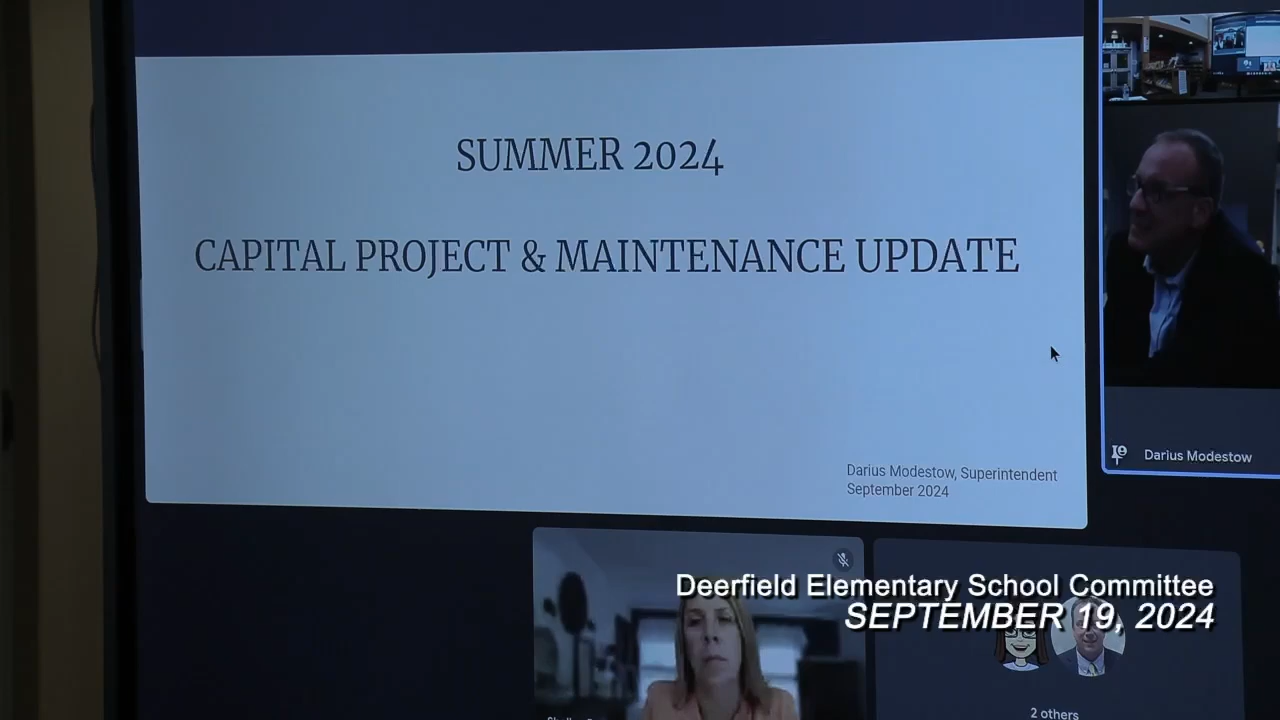 SUMMER 2024
CAPITAL PROJECT & MAINTENANCE UPDATE
Darius Modestow, Superintendent
September 2024
Darius Modestow
Deerfield Elementary School Committee
SEPTEMBER 19, 2024
2 others